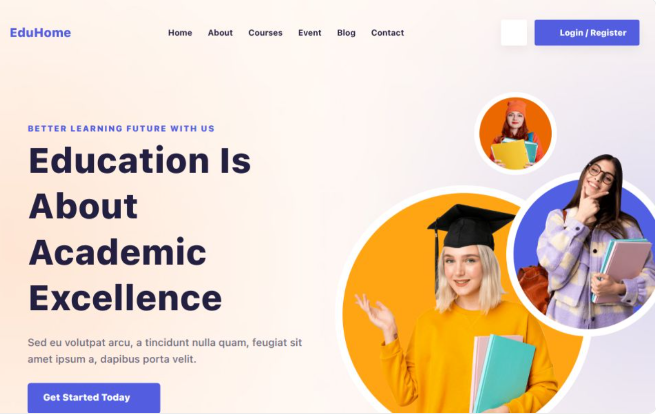 EduHome
Home About Courses Event Blog Contact
Login / Register
BETTER LEARNING FUTURE WITH US
Education Is
About
Academic
Excellence
Sed eu volutpat arcu, a tincidunt nulla quam, feugiat sit
amet ipsum a, dapibus porta velit.
Get Started Today